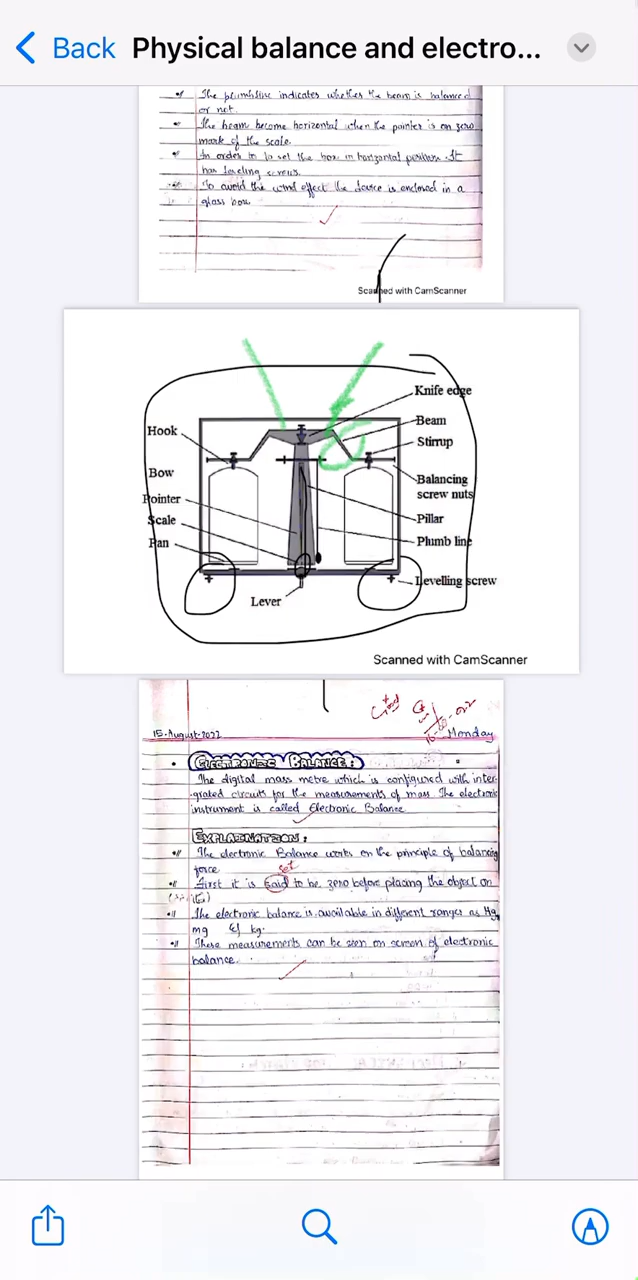 Back Physical balance and electro...
The plumbline indicates whether the beam is balanced
or not.
The beam become horizontal when the pointer is on zero
mark of the scale.
In order to set the box in horizontal position. It
has leveling screws.
To avoid the wind effect the device is enclosed in a
glass box
Scanned with CamScanner
Knife edge
Beam
Hook
Stirrup
Bow
Balancing
screw nuts
Pointer
Scale
Pillar
Pan
Plumb line
Levelling screw
Lever
Scanned with CamScanner
Good
15-August-2022 Monday
ELECTRONIC BALANCE:
The digital mass metre which is configured with inter-
grated circuits for the measurements of mass. The electronic
instrument is called Electronic Balance
EXPLAINATION:
The electronic Balance works on the principle of balancing
force
set
First it is said to be zero before placing the object on
The electronic balance is available in different ranges as
mg & kg.
These measurements can be seen on screen of electronic
balance.